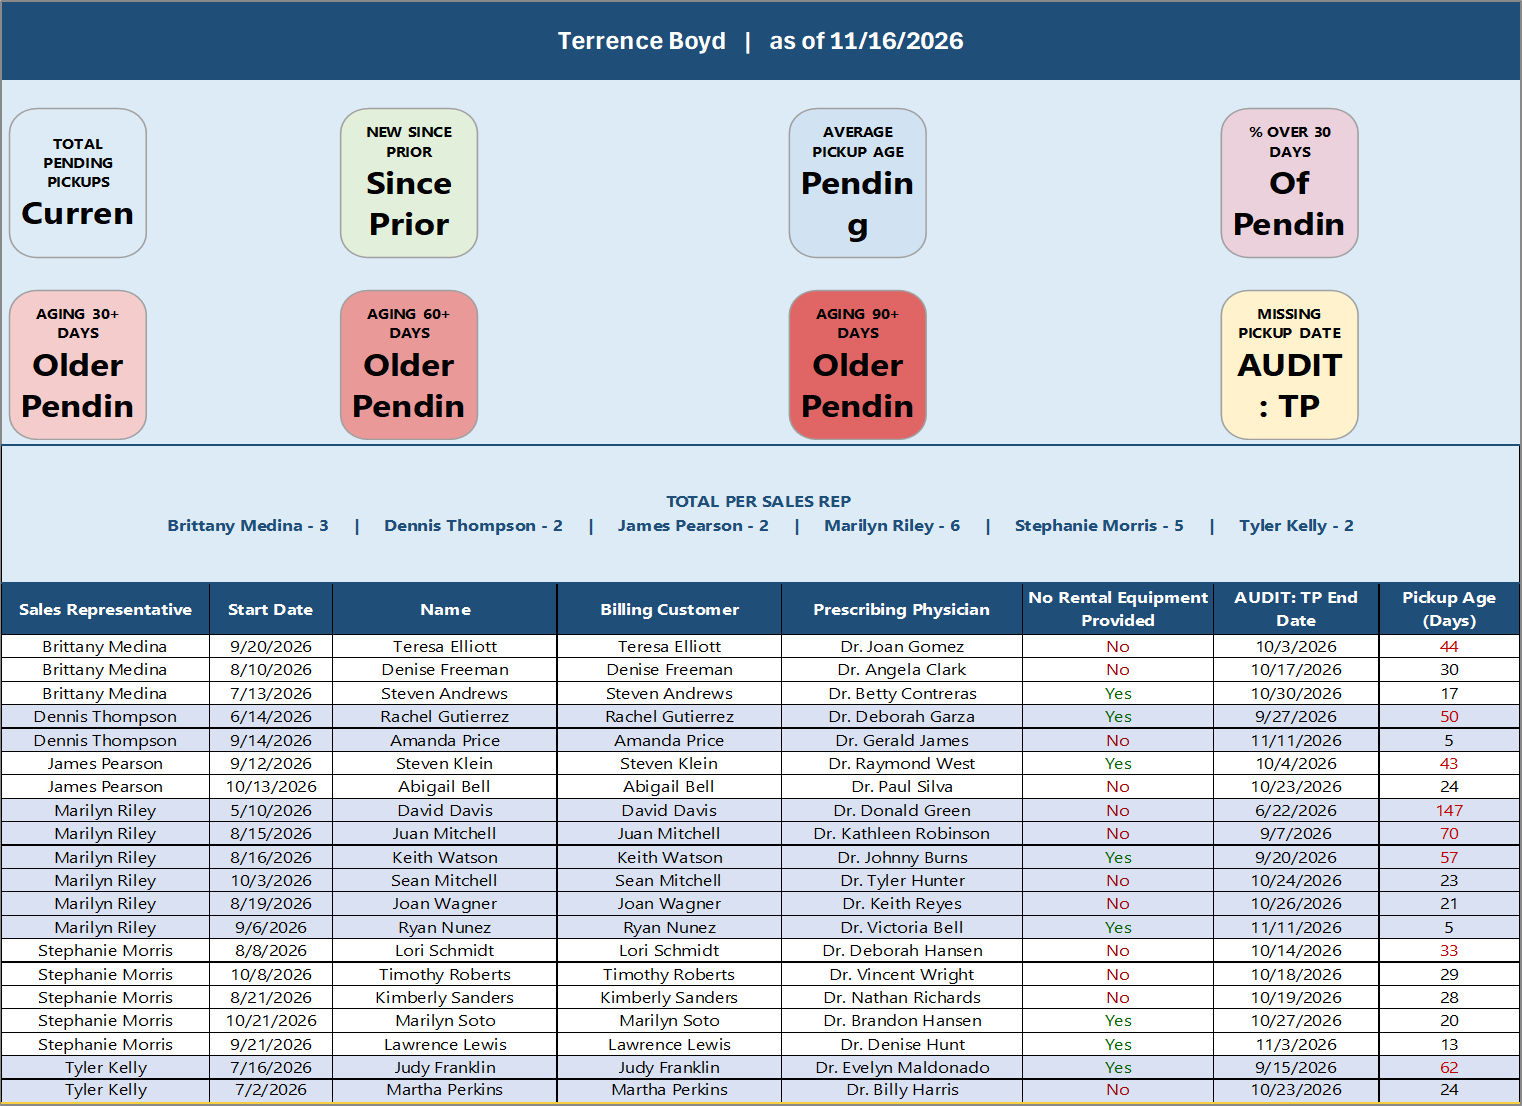 Terrence Boyd | as of 11/16/2026
TOTAL
PENDING
PICKUPS
Curren
NEW SINCE
PRIOR
Since
Prior
AVERAGE
PICKUP AGE
Pendin
g
% OVER 30
DAYS
Of
Pendin
AGING 30+
DAYS
Older
Pendin
AGING 60+
DAYS
Older
Pendin
AGING 90+
DAYS
Older
Pendin
MISSING
PICKUP DATE
AUDIT
: TP
TOTAL PER SALES REP
Brittany Medina - 3 | Dennis Thompson - 2 | James Pearson - 2 | Marilyn Riley - 6 | Stephanie Morris - 5 | Tyler Kelly - 2
Sales Representative Start Date Name Billing Customer Prescribing Physician No Rental Equipment Provided AUDIT: TP End Date Pickup Age (Days)
Brittany Medina 9/20/2026 Teresa Elliott Teresa Elliott Dr. Joan Gomez No 10/3/2026 44
Brittany Medina 8/10/2026 Denise Freeman Denise Freeman Dr. Angela Clark No 10/17/2026 30
Brittany Medina 7/13/2026 Steven Andrews Steven Andrews Dr. Betty Contreras Yes 10/30/2026 17
Dennis Thompson 6/14/2026 Rachel Gutierrez Rachel Gutierrez Dr. Deborah Garza Yes 9/27/2026 50
Dennis Thompson 9/14/2026 Amanda Price Amanda Price Dr. Gerald James No 11/11/2026 5
James Pearson 9/12/2026 Steven Klein Steven Klein Dr. Raymond West Yes 10/4/2026 43
James Pearson 10/13/2026 Abigail Bell Abigail Bell Dr. Paul Silva No 10/23/2026 24
Marilyn Riley 5/10/2026 David Davis David Davis Dr. Donald Green No 6/22/2026 147
Marilyn Riley 8/15/2026 Juan Mitchell Juan Mitchell Dr. Kathleen Robinson No 9/7/2026 70
Marilyn Riley 8/16/2026 Keith Watson Keith Watson Dr. Johnny Burns Yes 9/20/2026 57
Marilyn Riley 10/3/2026 Sean Mitchell Sean Mitchell Dr. Tyler Hunter No 10/24/2026 23
Marilyn Riley 8/19/2026 Joan Wagner Joan Wagner Dr. Keith Reyes No 10/26/2026 21
Marilyn Riley 9/6/2026 Ryan Nunez Ryan Nunez Dr. Victoria Bell Yes 11/11/2026 5
Stephanie Morris 8/8/2026 Lori Schmidt Lori Schmidt Dr. Deborah Hansen No 10/14/2026 33
Stephanie Morris 10/8/2026 Timothy Roberts Timothy Roberts Dr. Vincent Wright No 10/18/2026 29
Stephanie Morris 8/21/2026 Kimberly Sanders Kimberly Sanders Dr. Nathan Richards No 10/19/2026 28
Stephanie Morris 10/21/2026 Marilyn Soto Marilyn Soto Dr. Brandon Hansen Yes 10/27/2026 20
Stephanie Morris 9/21/2026 Lawrence Lewis Lawrence Lewis Dr. Denise Hunt Yes 11/3/2026 13
Tyler Kelly 7/16/2026 Judy Franklin Judy Franklin Dr. Evelyn Maldonado Yes 9/15/2026 62
Tyler Kelly 7/2/2026 Martha Perkins Martha Perkins Dr. Billy Harris No 10/23/2026 24